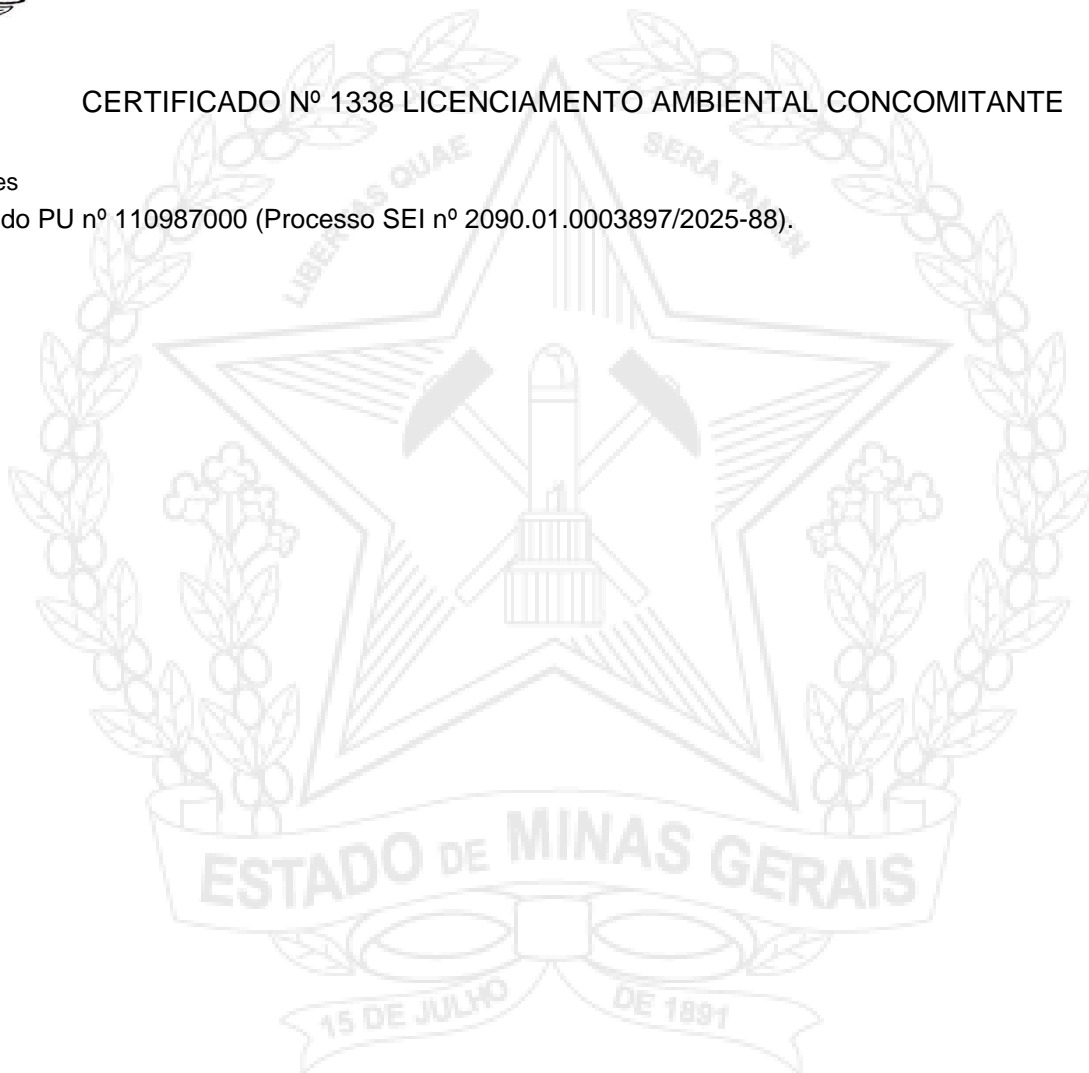 CERTIFICADO Nº 1338 LICENCIAMENTO AMBIENTAL CONCOMITANTE
es
do PU nº 110987000 (Processo SEI nº 2090.01.0003897/2025-88).
LIBERTAS QUAE SERA TAMEN
ESTADO DE MINAS GERAIS
15 DE JULHO DE 1891